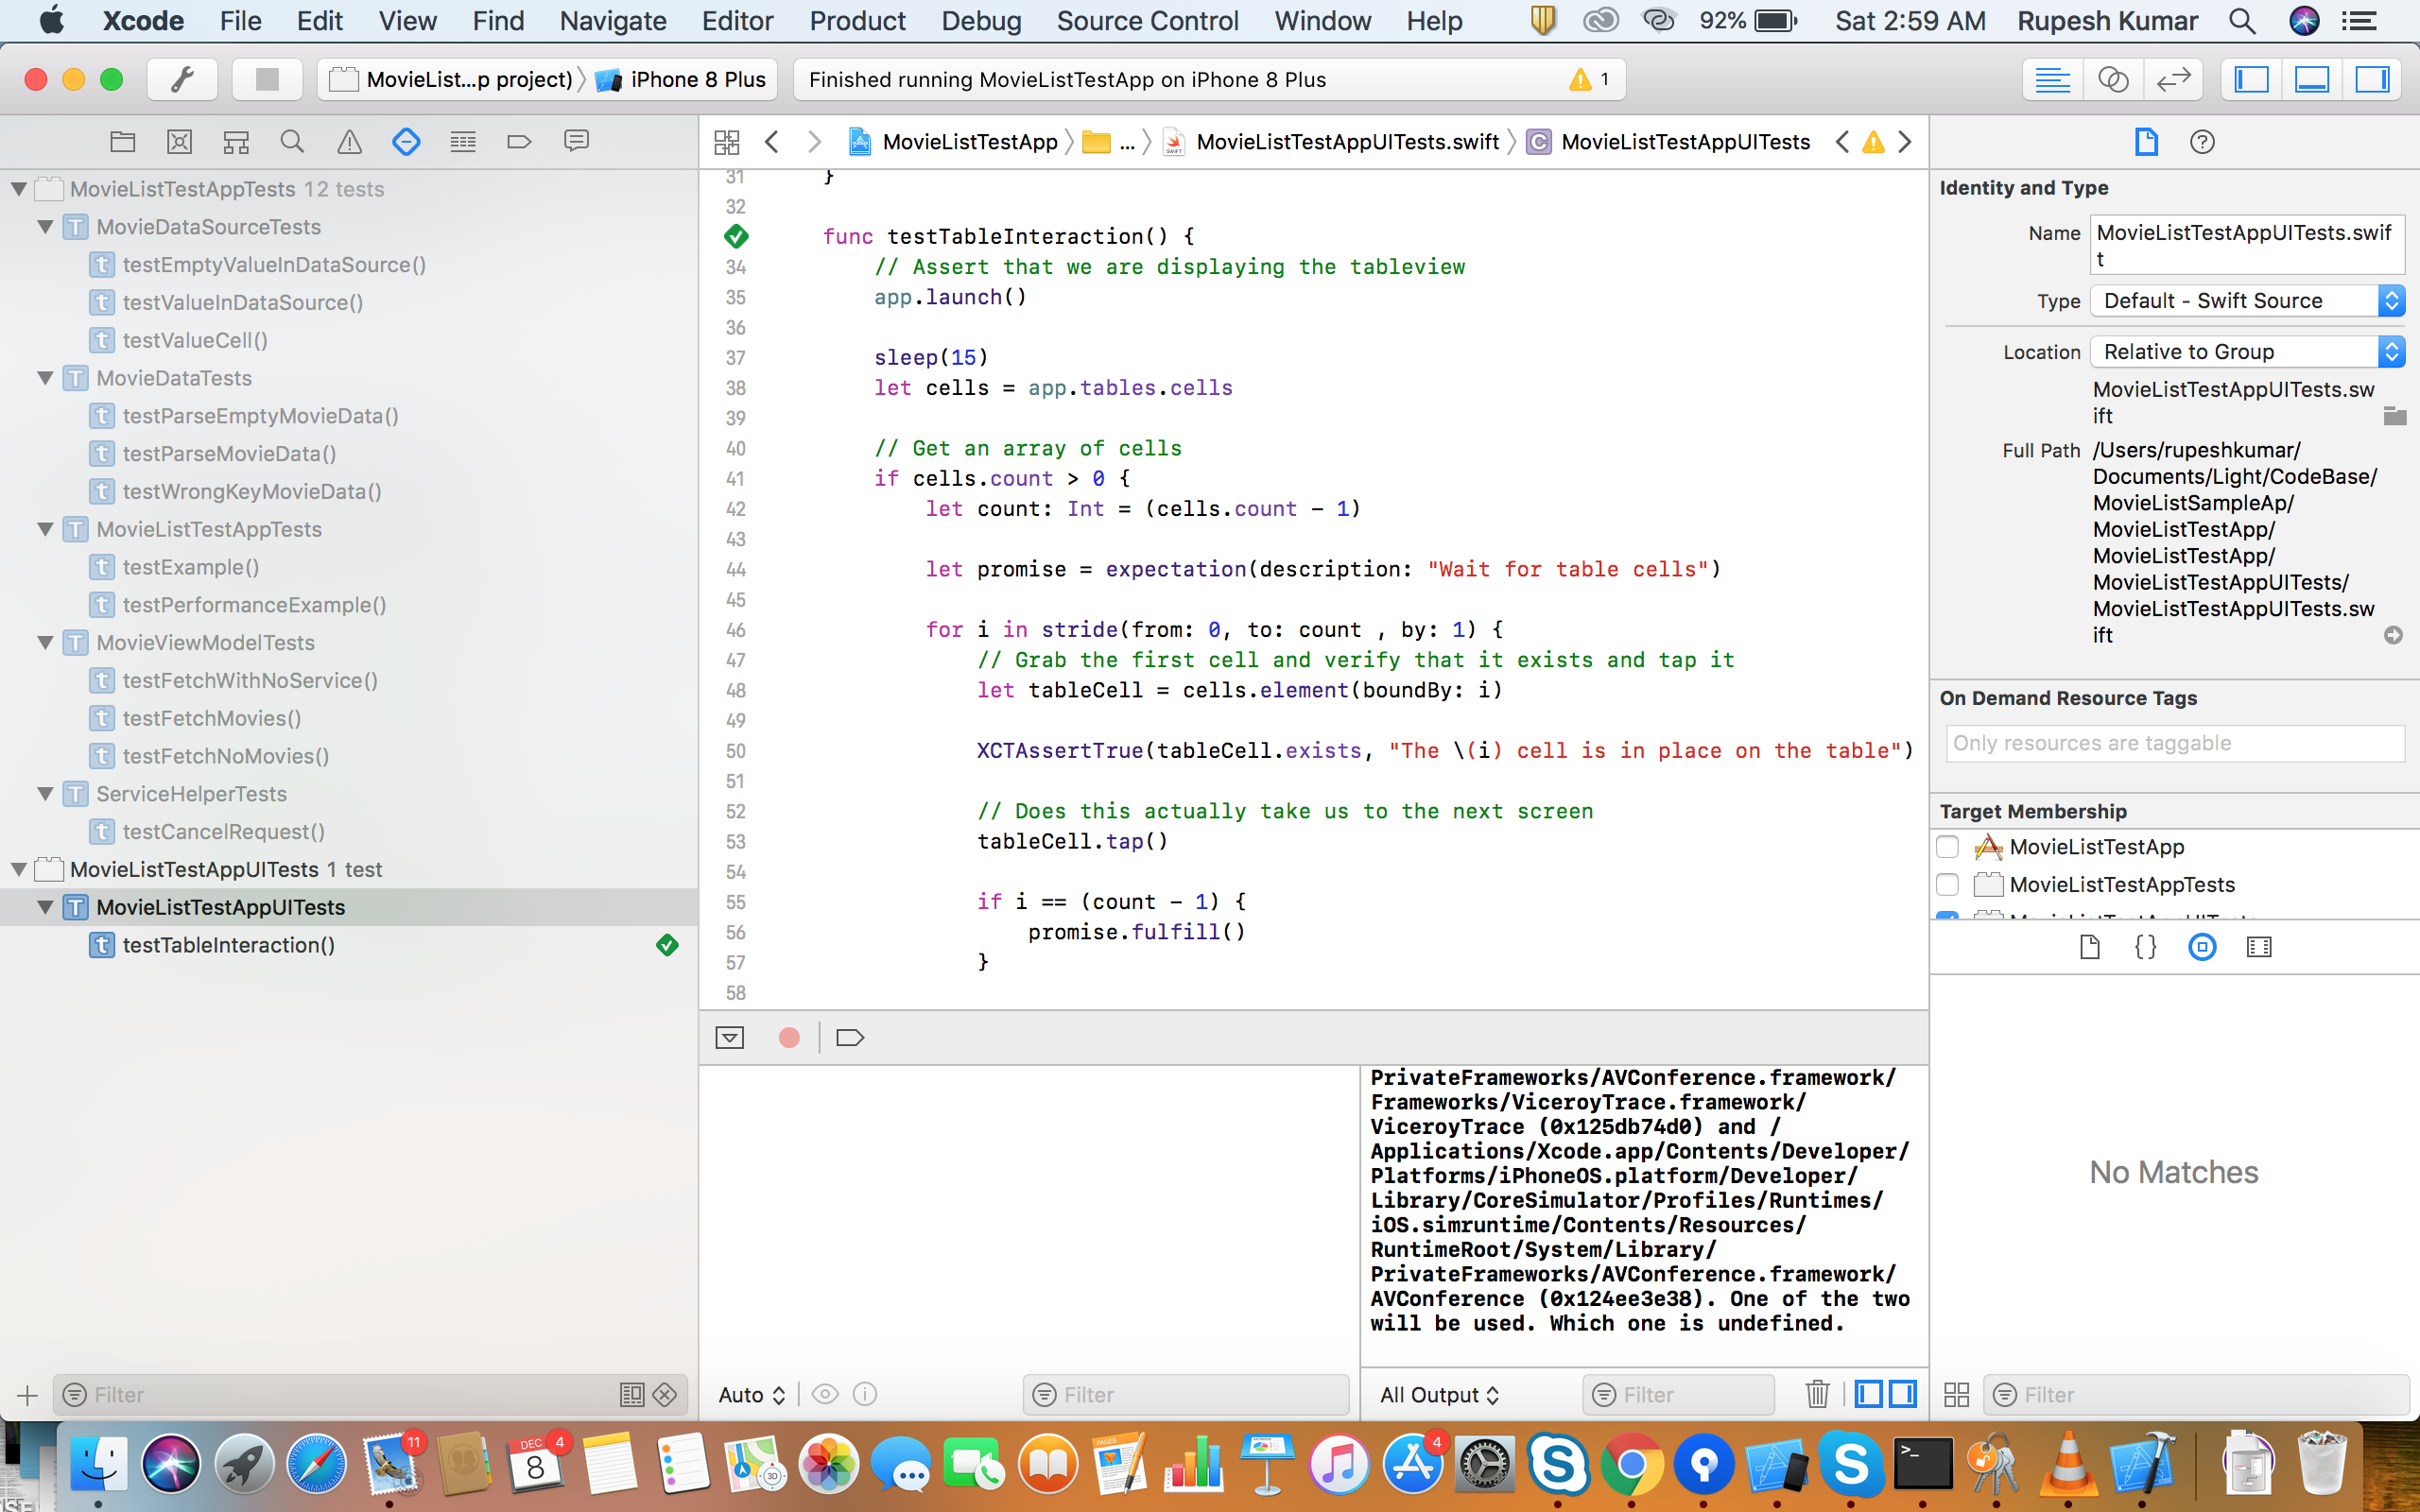 Xcode File Edit View Find Navigate Editor Product Debug Source Control Window Help 92% Sat 2:59 AM Rupesh Kumar
MovieList...p project) iPhone 8 Plus
Finished running MovieListTestApp on iPhone 8 Plus
1
MovieListTestApp ... MovieListTestAppUITests.swift C MovieListTestAppUITests
MovieListTestAppTests 12 tests
T MovieDataSourceTests
t testEmptyValueInDataSource()
t testValueInDataSource()
t testValueCell()
T MovieDataTests
t testParseEmptyMovieData()
t testParseMovieData()
t testWrongKeyMovieData()
T MovieListTestAppTests
t testExample()
t testPerformanceExample()
T MovieViewModelTests
t testFetchWithNoService()
t testFetchMovies()
t testFetchNoMovies()
T ServiceHelperTests
t testCancelRequest()
MovieListTestAppUITests 1 test
T MovieListTestAppUITests
t testTableInteraction()
Filter
31 }
32
func testTableInteraction() {
34 // Assert that we are displaying the tableview
35 app.launch()
36
37 sleep(15)
38 let cells = app.tables.cells
39
40 // Get an array of cells
41 if cells.count > 0 {
42 let count: Int = (cells.count - 1)
43
44 let promise = expectation(description: "Wait for table cells")
45
46 for i in stride(from: 0, to: count , by: 1) {
47 // Grab the first cell and verify that it exists and tap it
48 let tableCell = cells.element(boundBy: i)
49
50 XCTAssertTrue(tableCell.exists, "The \(i) cell is in place on the table")
51
52 // Does this actually take us to the next screen
53 tableCell.tap()
54
55 if i == (count - 1) {
56 promise.fulfill()
57 }
58
PrivateFrameworks/AVConference.framework/
Frameworks/ViceroyTrace.framework/
ViceroyTrace (0x125db74d0) and /
Applications/Xcode.app/Contents/Developer/
Platforms/iPhoneOS.platform/Developer/
Library/CoreSimulator/Profiles/Runtimes/
iOS.simruntime/Contents/Resources/
RuntimeRoot/System/Library/
PrivateFrameworks/AVConference.framework/
AVConference (0x124ee3e38). One of the two
will be used. Which one is undefined.
Auto Filter All Output Filter
Identity and Type
Name MovieListTestAppUITests.swif
t
Type Default - Swift Source
Location Relative to Group
MovieListTestAppUITests.sw
ift
Full Path /Users/rupeshkumar/
Documents/Light/CodeBase/
MovieListSampleAp/
MovieListTestApp/
MovieListTestApp/
MovieListTestAppUITests/
MovieListTestAppUITests.sw
ift
On Demand Resource Tags
Only resources are taggable
Target Membership
MovieListTestApp
MovieListTestAppTests
MovieListTestAppUITests
{}
No Matches
Filter
11
DEC
8
4
3D
PAGES
4
S
S
>_